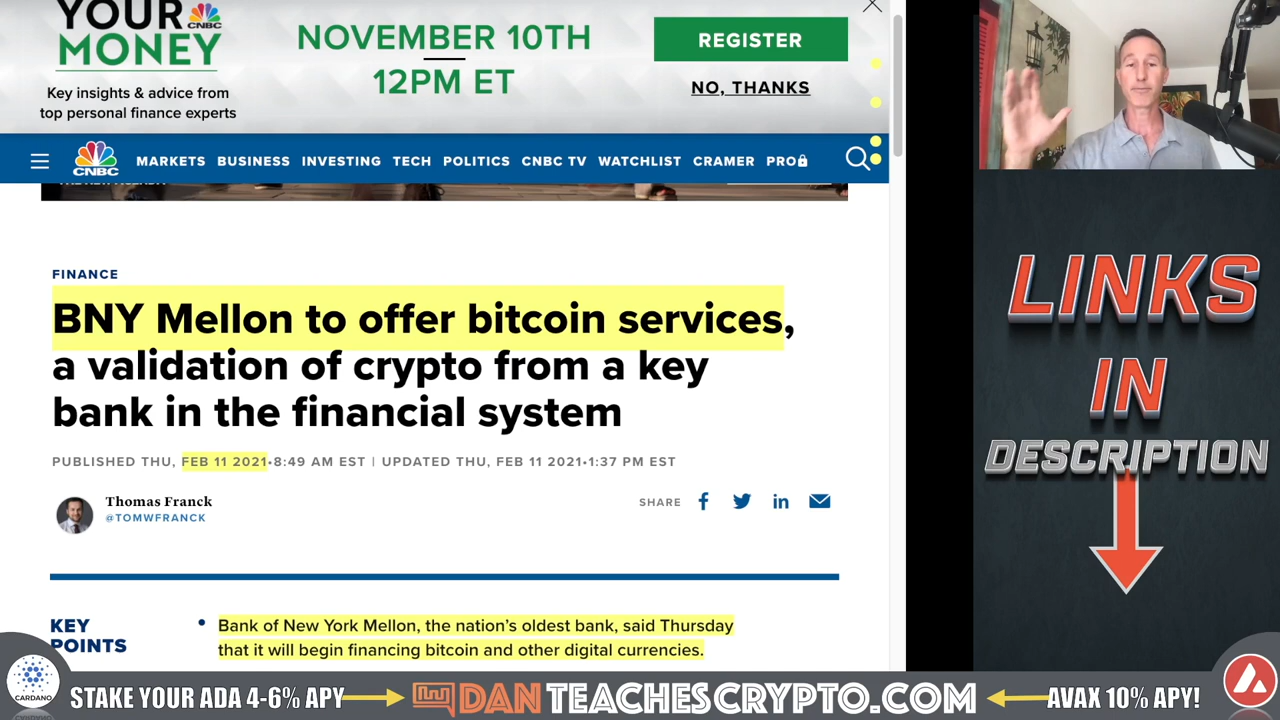 YOUR
CNBC
MONEY
Key insights & advice from
top personal finance experts
NOVEMBER 10TH
12PM ET
REGISTER
NO, THANKS
CNBC
MARKETS BUSINESS INVESTING TECH POLITICS CNBC TV WATCHLIST CRAMER PRO
FINANCE
BNY Mellon to offer bitcoin services,
a validation of crypto from a key
bank in the financial system
PUBLISHED THU, FEB 11 2021•8:49 AM EST | UPDATED THU, FEB 11 2021•1:37 PM EST
Thomas Franck
@TOMWFRANCK
SHARE
KEY
POINTS
• Bank of New York Mellon, the nation's oldest bank, said Thursday
that it will begin financing bitcoin and other digital currencies.
LINKS
IN
DESCRIPTION
CARDANO
STAKE YOUR ADA 4-6% APY
DANTEACHESCRYPTO.COM
AVAX 10% APY!